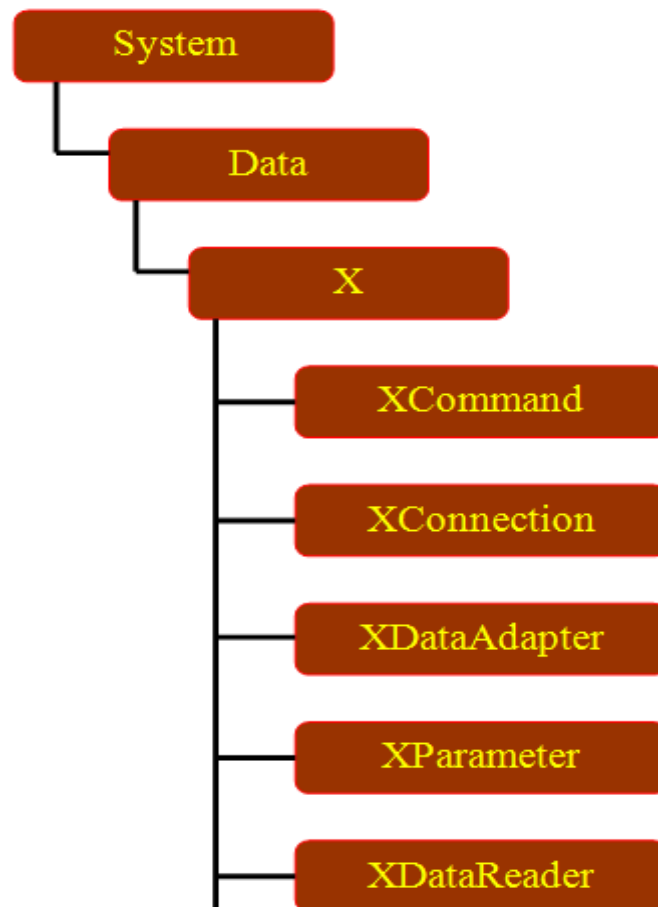 System
Data
X
XCommand
XConnection
XDataAdapter
XParameter
XDataReader